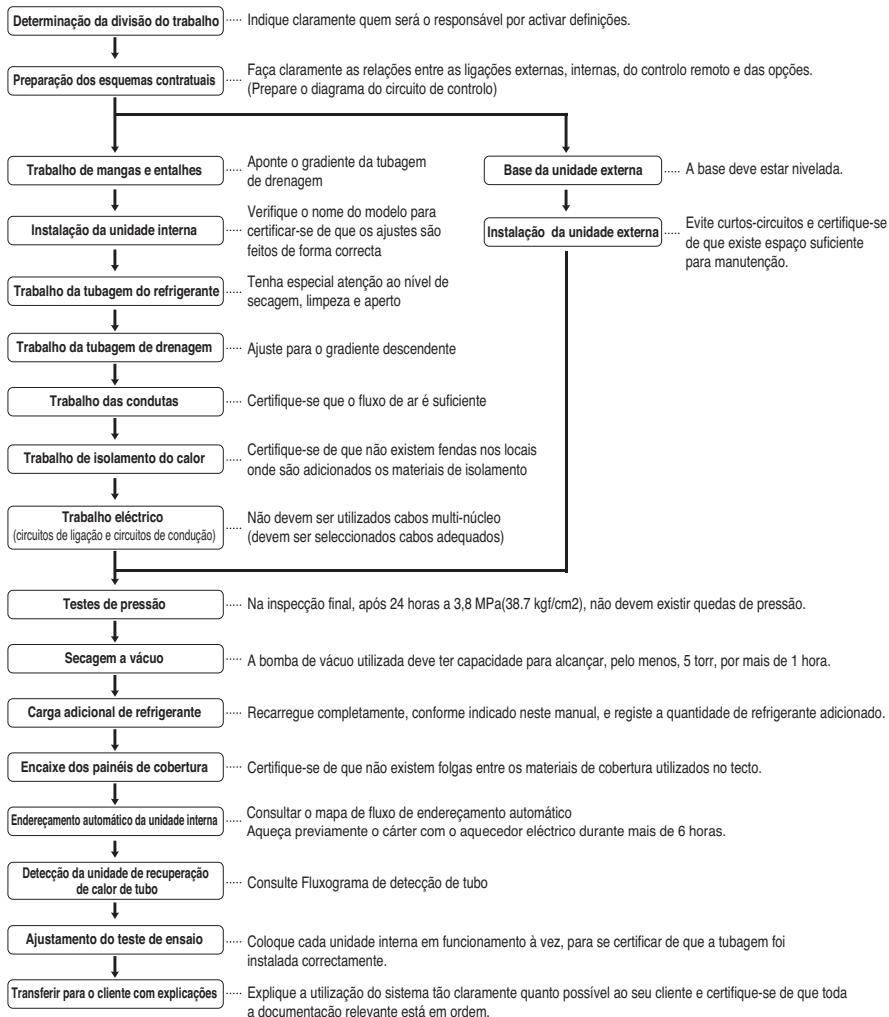 Determinação da divisão do trabalho ..... Indique claramente quem será o responsável por activar definições.
Preparação dos esquemas contratuais ..... Faça claramente as relações entre as ligações externas, internas, do controlo remoto e das opções.
(Prepare o diagrama do circuito de controlo)
Trabalho de mangas e entalhes ..... Aponte o gradiente da tubagem
de drenagem
Base da unidade externa ..... A base deve estar nivelada.
Instalação da unidade interna ..... Verifique o nome do modelo para
certificar-se de que os ajustes são
feitos de forma correcta
Instalação da unidade externa ..... Evite curtos-circuitos e certifique-se
de que existe espaço suficiente
para manutenção.
Trabalho da tubagem do refrigerante ..... Tenha especial atenção ao nível de
secagem, limpeza e aperto
Trabalho da tubagem de drenagem ..... Ajuste para o gradiente descendente
Trabalho das condutas ..... Certifique-se que o fluxo de ar é suficiente
Trabalho de isolamento do calor ..... Certifique-se de que não existem fendas nos locais
onde são adicionados os materiais de isolamento
Trabalho eléctrico
(circuitos de ligação e circuitos de condução) ..... Não devem ser utilizados cabos multi-núcleo
(devem ser seleccionados cabos adequados)
Testes de pressão ..... Na inspecção final, após 24 horas a 3,8 MPa(38.7 kgf/cm2), não devem existir quedas de pressão.
Secagem a vácuo ..... A bomba de vácuo utilizada deve ter capacidade para alcançar, pelo menos, 5 torr, por mais de 1 hora.
Carga adicional de refrigerante ..... Recarregue completamente, conforme indicado neste manual, e registe a quantidade de refrigerante adicionado.
Encaixe dos painéis de cobertura ..... Certifique-se de que não existem folgas entre os materiais de cobertura utilizados no tecto.
Endereçamento automático da unidade interna ..... Consultar o mapa de fluxo de endereçamento automático
Aqueça previamente o cárter com o aquecedor eléctrico durante mais de 6 horas.
Detecção da unidade de recuperação
de calor de tubo ..... Consulte Fluxograma de detecção de tubo
Ajustamento do teste de ensaio ..... Coloque cada unidade interna em funcionamento à vez, para se certificar de que a tubagem foi
instalada correctamente.
Transferir para o cliente com explicações ..... Explique a utilização do sistema tão claramente quanto possível ao seu cliente e certifique-se de que toda
a documentação relevante está em ordem.